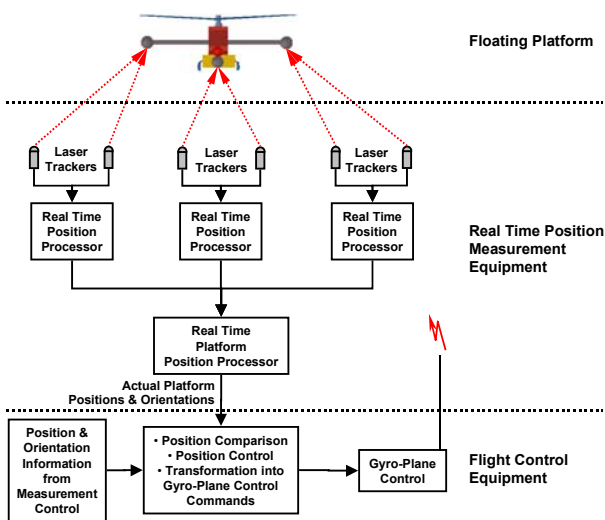 Floating Platform
Laser
Trackers
Laser
Trackers
Laser
Trackers
Real Time
Position
Processor
Real Time
Position
Processor
Real Time
Position
Processor
Real Time Position
Measurement
Equipment
Real Time
Platform
Position Processor
Actual Platform
Positions & Orientations
Position &
Orientation
Information
from
Measurement
Control
• Position Comparison
• Position Control
• Transformation into
Gyro-Plane Control
Commands
Gyro-Plane
Control
Flight Control
Equipment